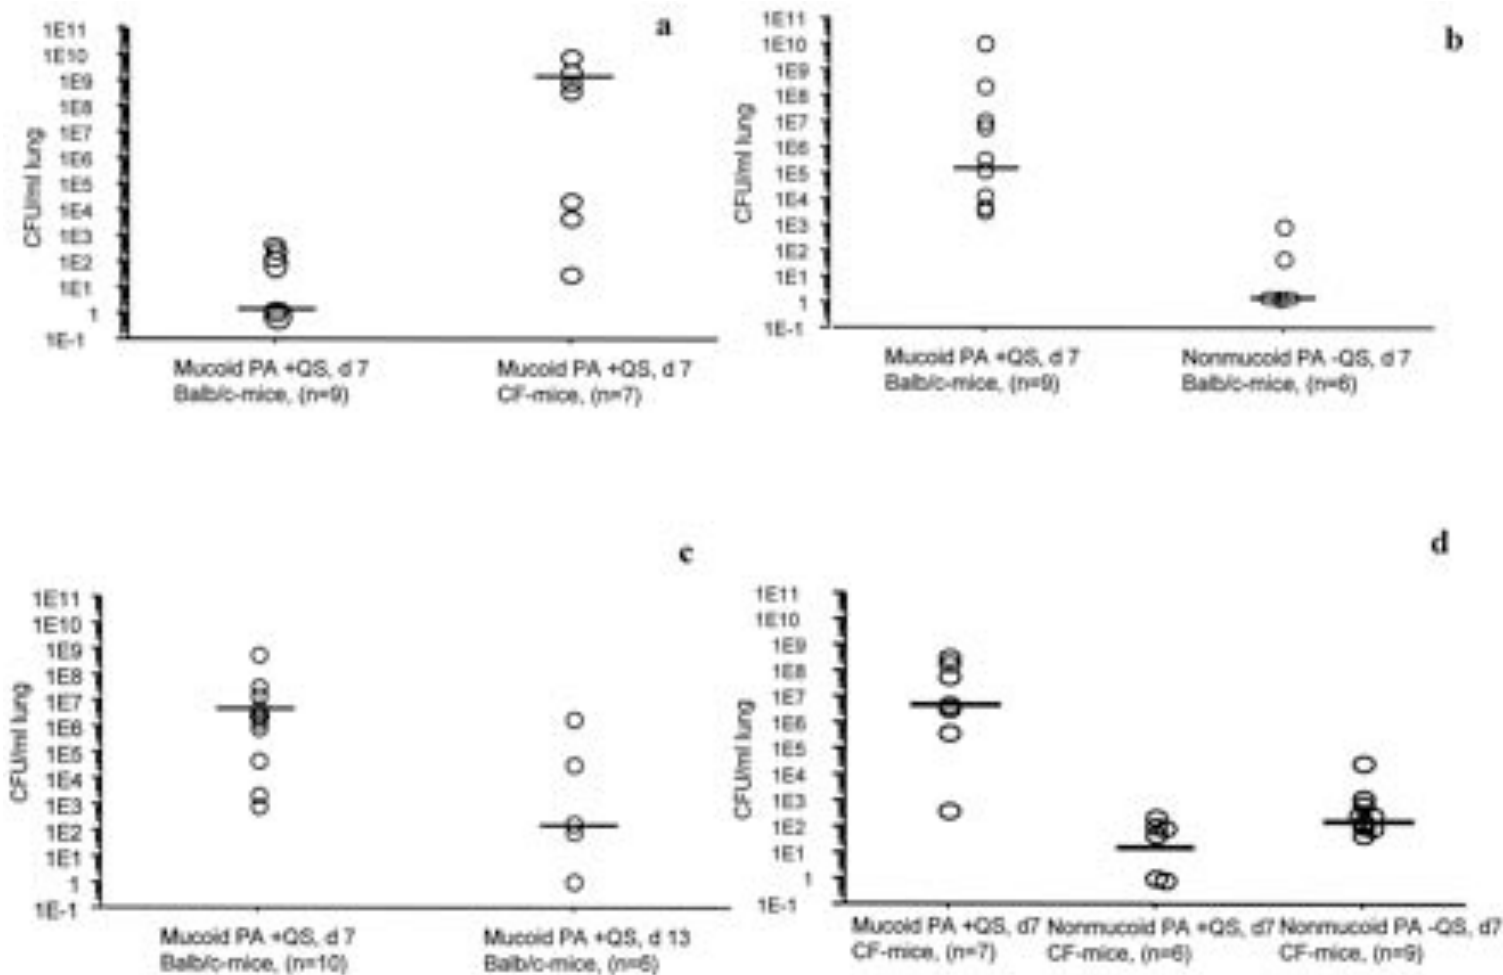 a
1E11
1E10
1E9
1E8
1E7
1E6
1E5
1E4
1E3
1E2
1E1
1
1E-1
CFU/ml lung
Mucoid PA +QS, d 7
Balb/c-mice, (n=9)
Mucoid PA +QS, d 7
CF-mice, (n=7)
b
1E11
1E10
1E9
1E8
1E7
1E6
1E5
1E4
1E3
1E2
1E1
1
1E-1
CFU/ml lung
Mucoid PA +QS, d 7
Balb/c-mice, (n=9)
Nonmucoid PA -QS, d 7
Balb/c-mice, (n=6)
c
1E11
1E10
1E9
1E8
1E7
1E6
1E5
1E4
1E3
1E2
1E1
1
1E-1
CFU/ml lung
Mucoid PA +QS, d 7
Balb/c-mice, (n=10)
Mucoid PA +QS, d 13
Balb/c-mice, (n=6)
d
1E11
1E10
1E9
1E8
1E7
1E6
1E5
1E4
1E3
1E2
1E1
1
1E-1
CFU/ml lung
Mucoid PA +QS, d7
CF-mice, (n=7)
Nonmucoid PA +QS, d7
CF-mice, (n=6)
Nonmucoid PA -QS, d7
CF-mice, (n=9)